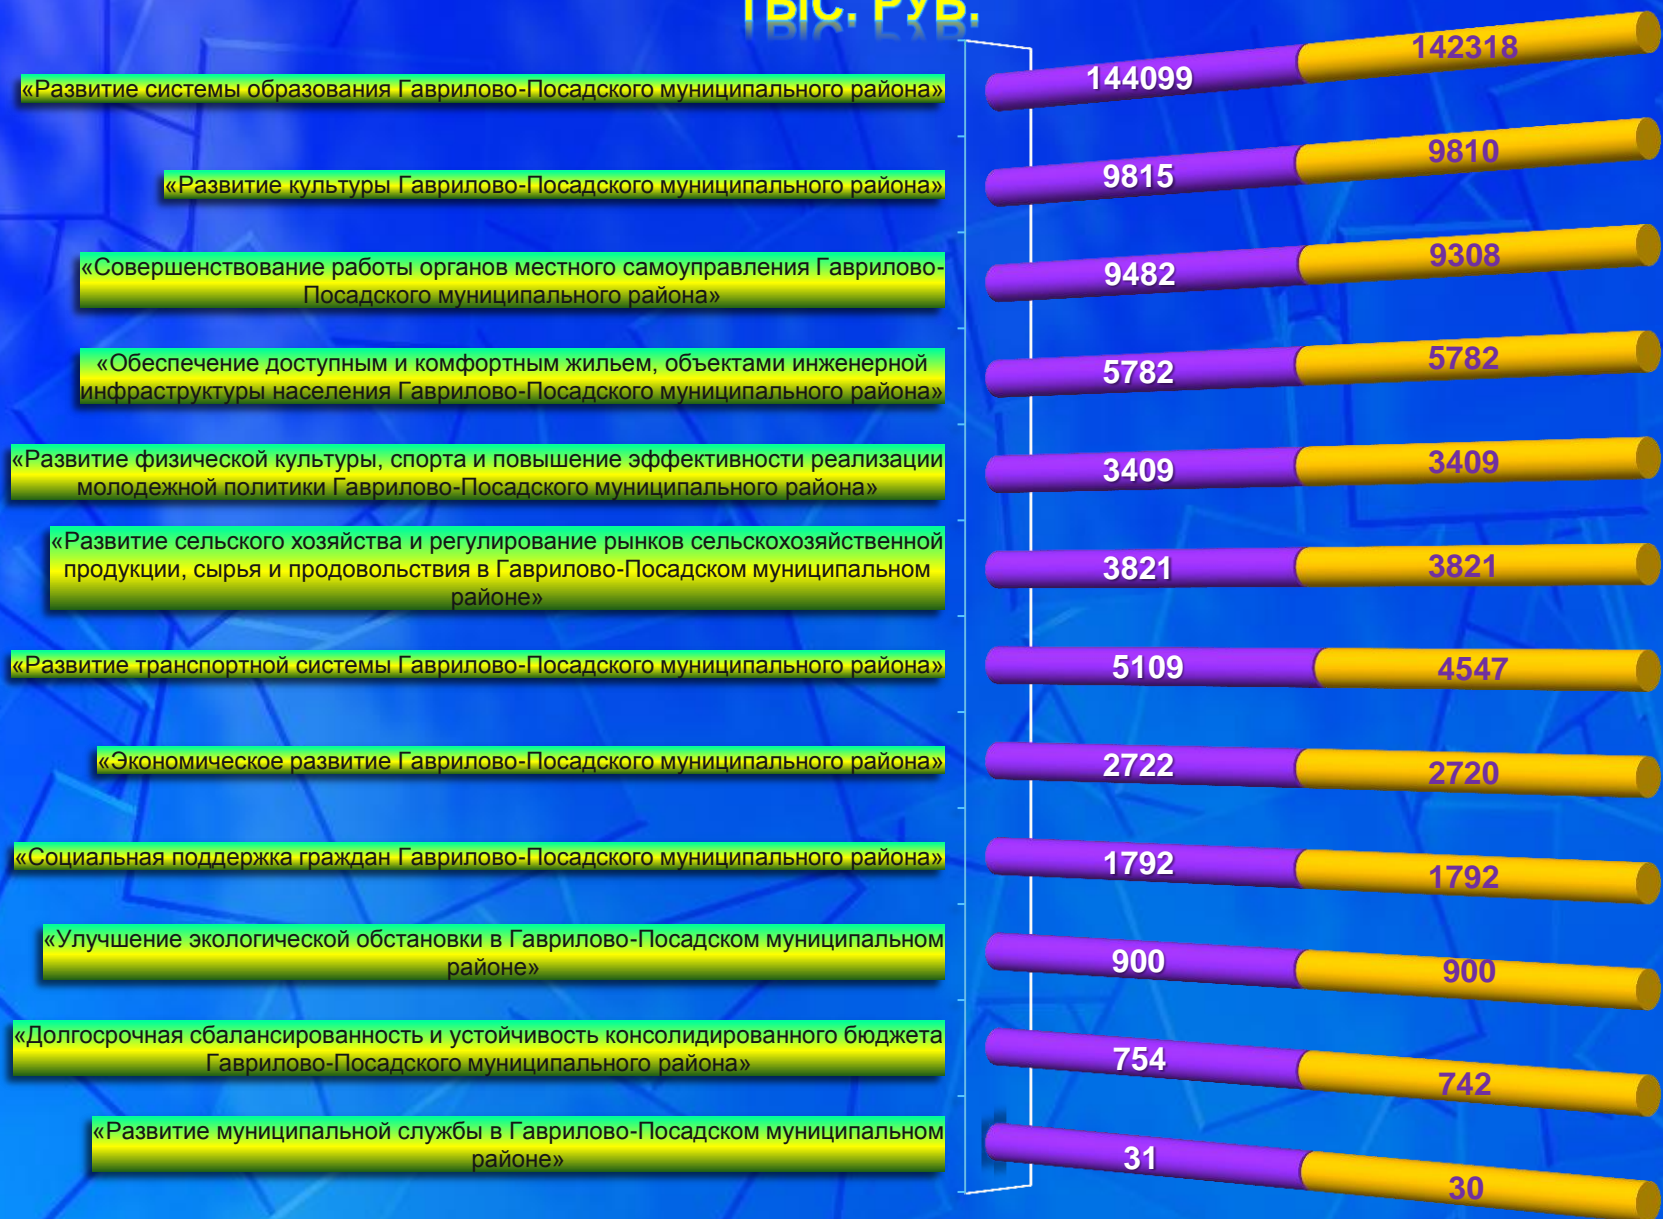 ТЫС. РУБ.
«Развитие системы образования Гаврилово-Посадского муниципального района»
144099
142318
«Развитие культуры Гаврилово-Посадского муниципального района»
9815
9810
«Совершенствование работы органов местного самоуправления Гаврилово-
Посадского муниципального района»
9482
9308
«Обеспечение доступным и комфортным жильем, объектами инженерной
инфраструктуры населения Гаврилово-Посадского муниципального района»
5782
5782
«Развитие физической культуры, спорта и повышение эффективности реализации
молодежной политики Гаврилово-Посадского муниципального района»
3409
3409
«Развитие сельского хозяйства и регулирование рынков сельскохозяйственной
продукции, сырья и продовольствия в Гаврилово-Посадском муниципальном
районе»
3821
3821
«Развитие транспортной системы Гаврилово-Посадского муниципального района»
5109
4547
«Экономическое развитие Гаврилово-Посадского муниципального района»
2722
2720
«Социальная поддержка граждан Гаврилово-Посадского муниципального района»
1792
1792
«Улучшение экологической обстановки в Гаврилово-Посадском муниципальном
районе»
900
900
«Долгосрочная сбалансированность и устойчивость консолидированного бюджета
Гаврилово-Посадского муниципального района»
754
742
«Развитие муниципальной службы в Гаврилово-Посадском муниципальном
районе»
31
30